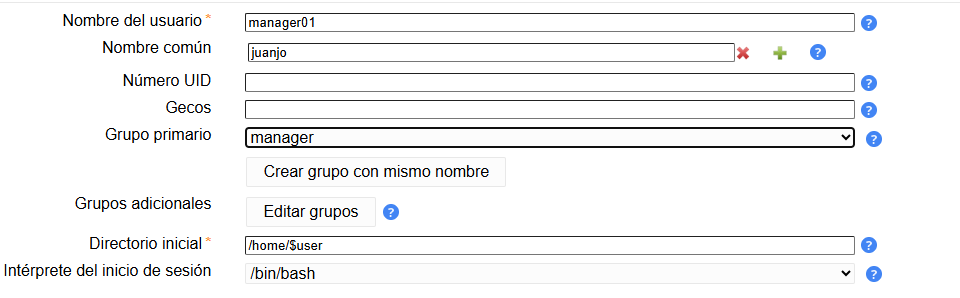 Nombre del usuario* manager01 ?
Nombre común juanjo ?
Número UID ?
Gecos ?
Grupo primario manager ?
Crear grupo con mismo nombre
Grupos adicionales Editar grupos ?
Directorio inicial* /home/$user ?
Intérprete del inicio de sesión /bin/bash ?